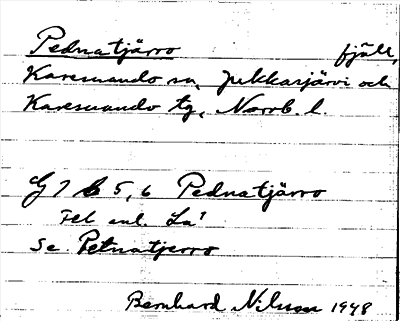 Pednatjärro fjäll,
Karesuando sn, Jukkasjärvi och
Karesuando tg, Norrb. l.
G 7 b 5, 6 Pednatjärro
Fel enl. La'
Se. Petnatjerro
Bernhard Nilsson 1948